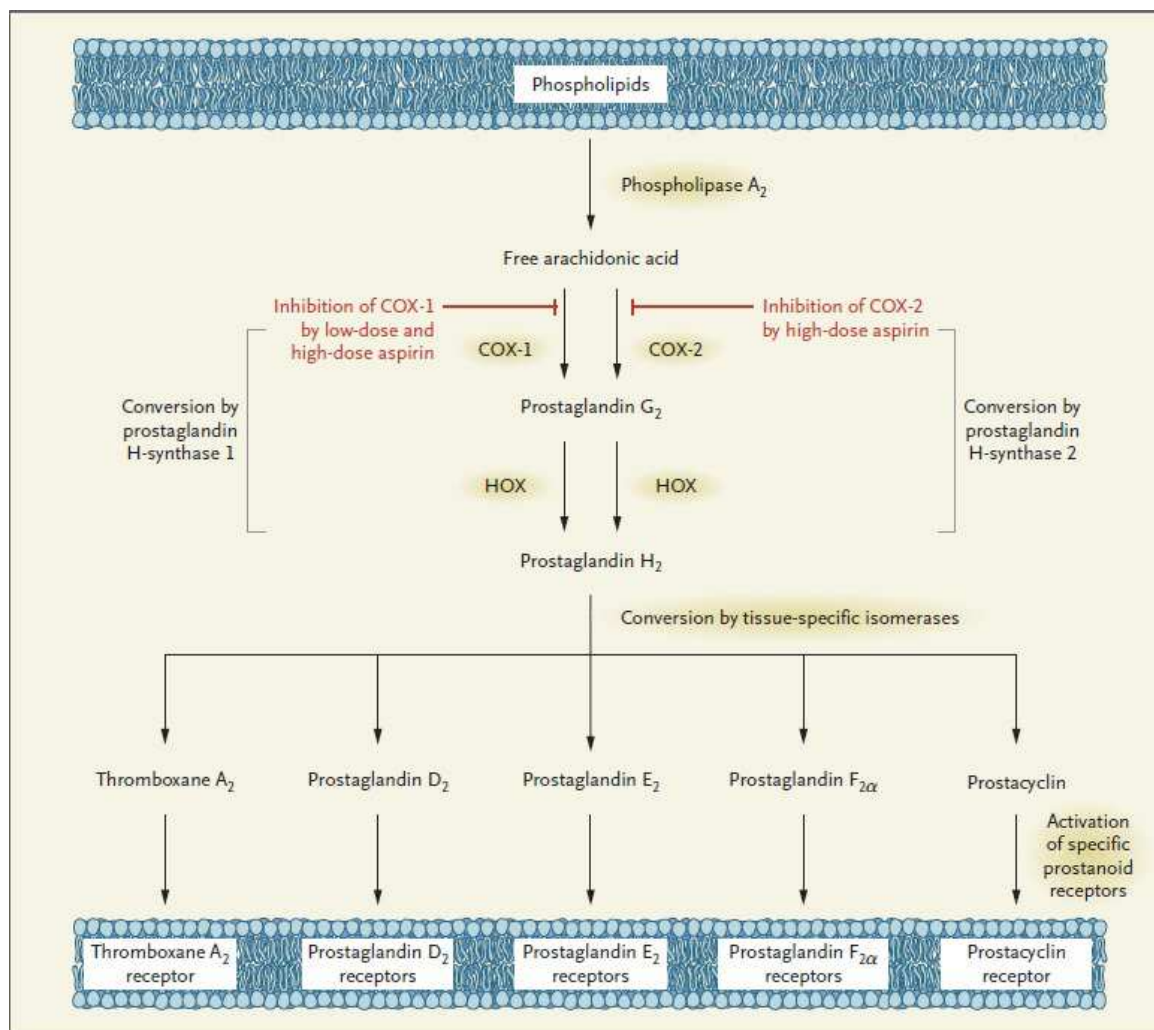 Phospholipids
Phospholipase A₂
Free arachidonic acid
Inhibition of COX-1
by low-dose and
high-dose aspirin
Inhibition of COX-2
by high-dose aspirin
COX-1
COX-2
Conversion by
prostaglandin
H-synthase 1
Prostaglandin G₂
Conversion by
prostaglandin
H-synthase 2
HOX
HOX
Prostaglandin H₂
Conversion by tissue-specific isomerases
Thromboxane A₂
Prostaglandin D₂
Prostaglandin E₂
Prostaglandin F₂α
Prostacyclin
Activation
of specific
prostanoid
receptors
Thromboxane A₂
receptor
Prostaglandin D₂
receptors
Prostaglandin E₂
receptors
Prostaglandin F₂α
receptors
Prostacyclin
receptor